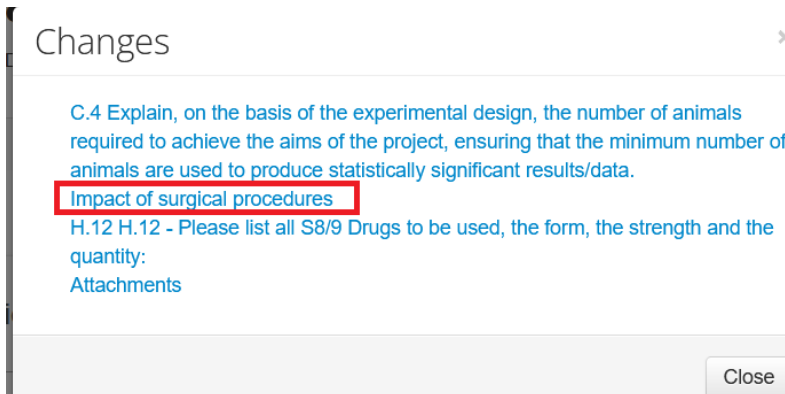 Changes
C.4 Explain, on the basis of the experimental design, the number of animals
required to achieve the aims of the project, ensuring that the minimum number of
animals are used to produce statistically significant results/data.
Impact of surgical procedures
H.12 H.12 - Please list all S8/9 Drugs to be used, the form, the strength and the
quantity:
Attachments
Close